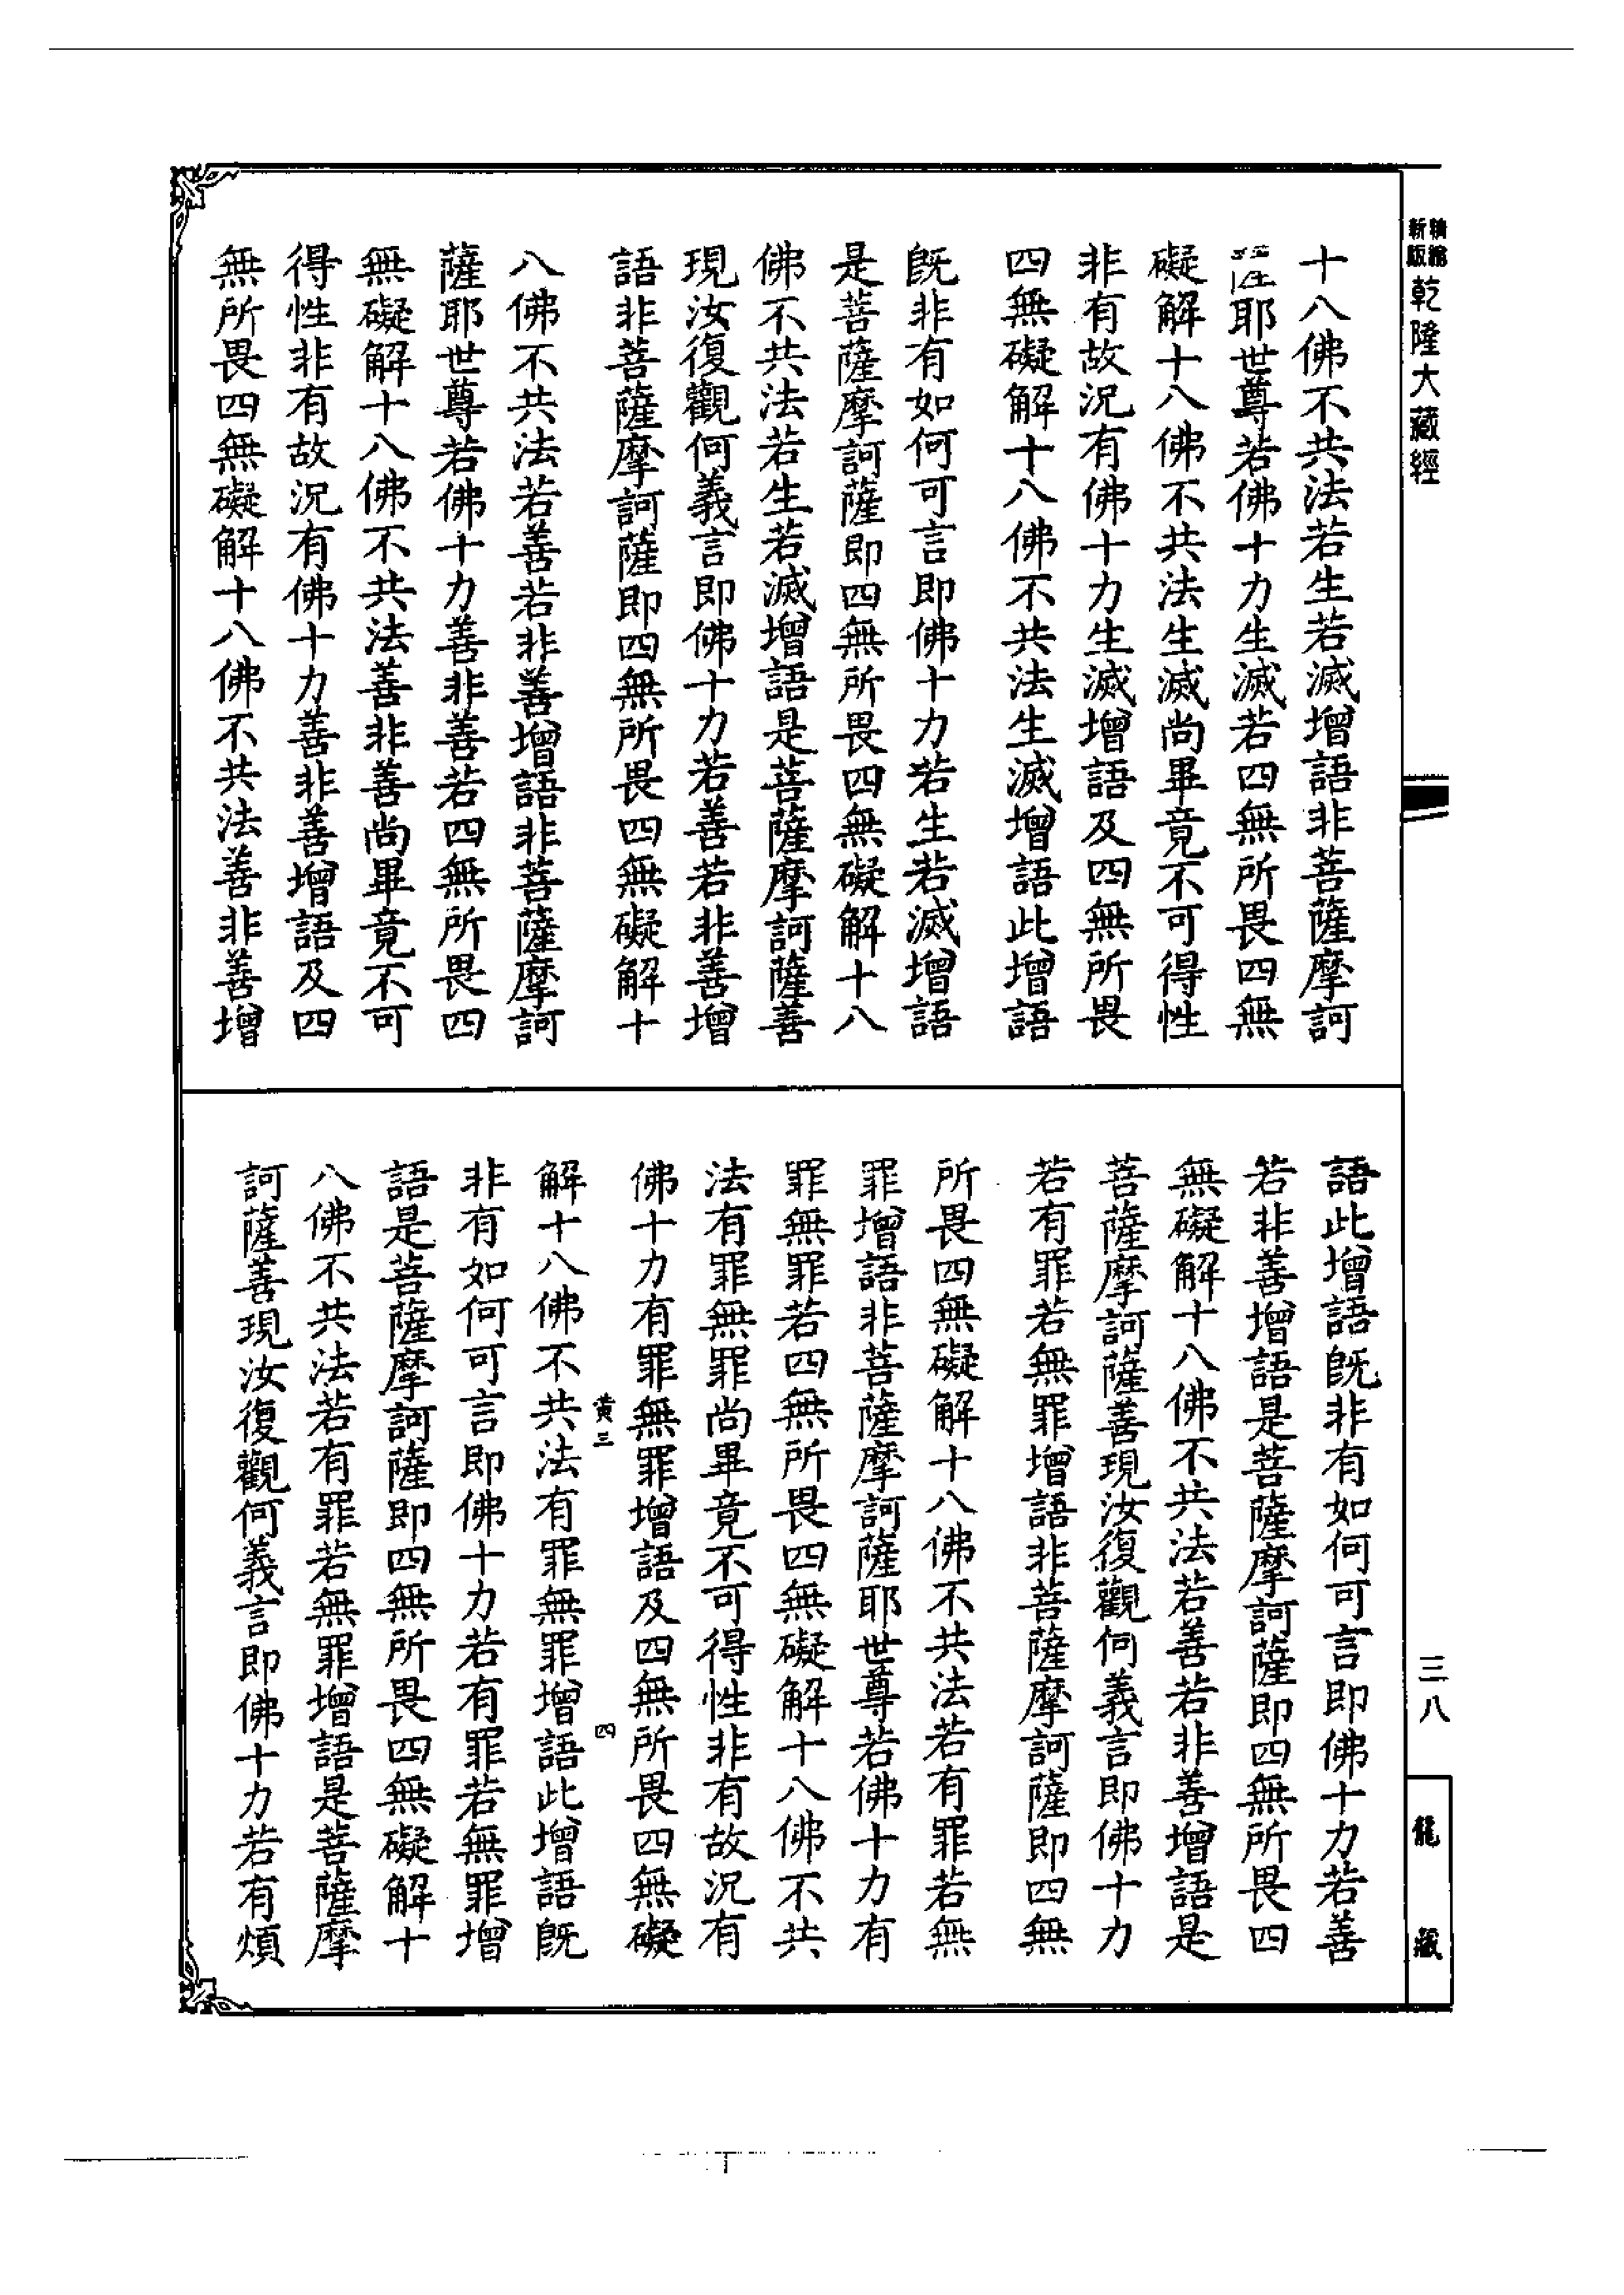 新編縮版乾隆大藏經
十八佛不共法若生若滅增語非菩薩摩訶
薩耶世尊若佛十力生滅若四無所畏四無
礙解十八佛不共法生滅尚畢竟不可得性
非有故況有佛十力生滅增語及四無所畏
四無礙解十八佛不共法生滅增語此增語
旣非有如何可言即佛十力若生若滅增語
是菩薩摩訶薩即四無所畏四無礙解十八
佛不共法若生若滅增語是菩薩摩訶薩善
現汝復觀何義言即佛十力若善若非善增
語非菩薩摩訶薩即四無所畏四無礙解十
八佛不共法若善若非善增語非菩薩摩訶
薩耶世尊若佛十力善非善若四無所畏四
無礙解十八佛不共法善非善尚畢竟不可
得性非有故況有佛十力善非善增語及四
無所畏四無礙解十八佛不共法善非善增
語此增語旣非有如何可言即佛十力若善
若非善增語是菩薩摩訶薩即四無所畏四
無礙解十八佛不共法若善若非善增語是
菩薩摩訶薩善現汝復觀何義言即佛十力
若有罪若無罪增語非菩薩摩訶薩即四無
所畏四無礙解十八佛不共法若有罪若無
罪增語非菩薩摩訶薩耶世尊若佛十力有
罪無罪若四無所畏四無礙解十八佛不共
法有罪無罪尚畢竟不可得性非有故況有
佛十力有罪無罪增語及四無所畏四無礙
黃三 四
解十八佛不共法有罪無罪增語此增語旣
非有如何可言即佛十力若有罪若無罪增
語是菩薩摩訶薩即四無所畏四無礙解十
八佛不共法若有罪若無罪增語是菩薩摩
訶薩善現汝復觀何義言即佛十力若有煩
三八
龍藏